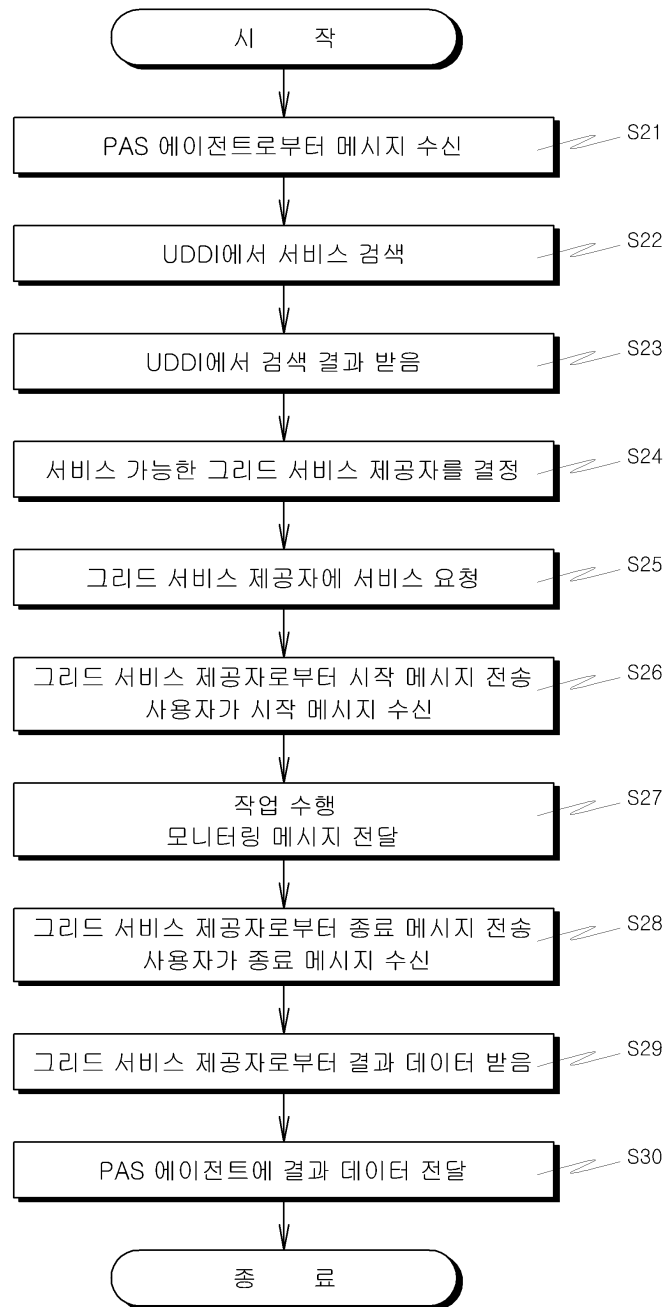 시 작
PAS 에이전트로부터 메시지 수신
S21
UDDI에서 서비스 검색
S22
UDDI에서 검색 결과 받음
S23
서비스 가능한 그리드 서비스 제공자를 결정
S24
그리드 서비스 제공자에 서비스 요청
S25
그리드 서비스 제공자로부터 시작 메시지 전송
사용자가 시작 메시지 수신
S26
작업 수행
모니터링 메시지 전달
S27
그리드 서비스 제공자로부터 종료 메시지 전송
사용자가 종료 메시지 수신
S28
그리드 서비스 제공자로부터 결과 데이터 받음
S29
PAS 에이전트에 결과 데이터 전달
S30
종 료